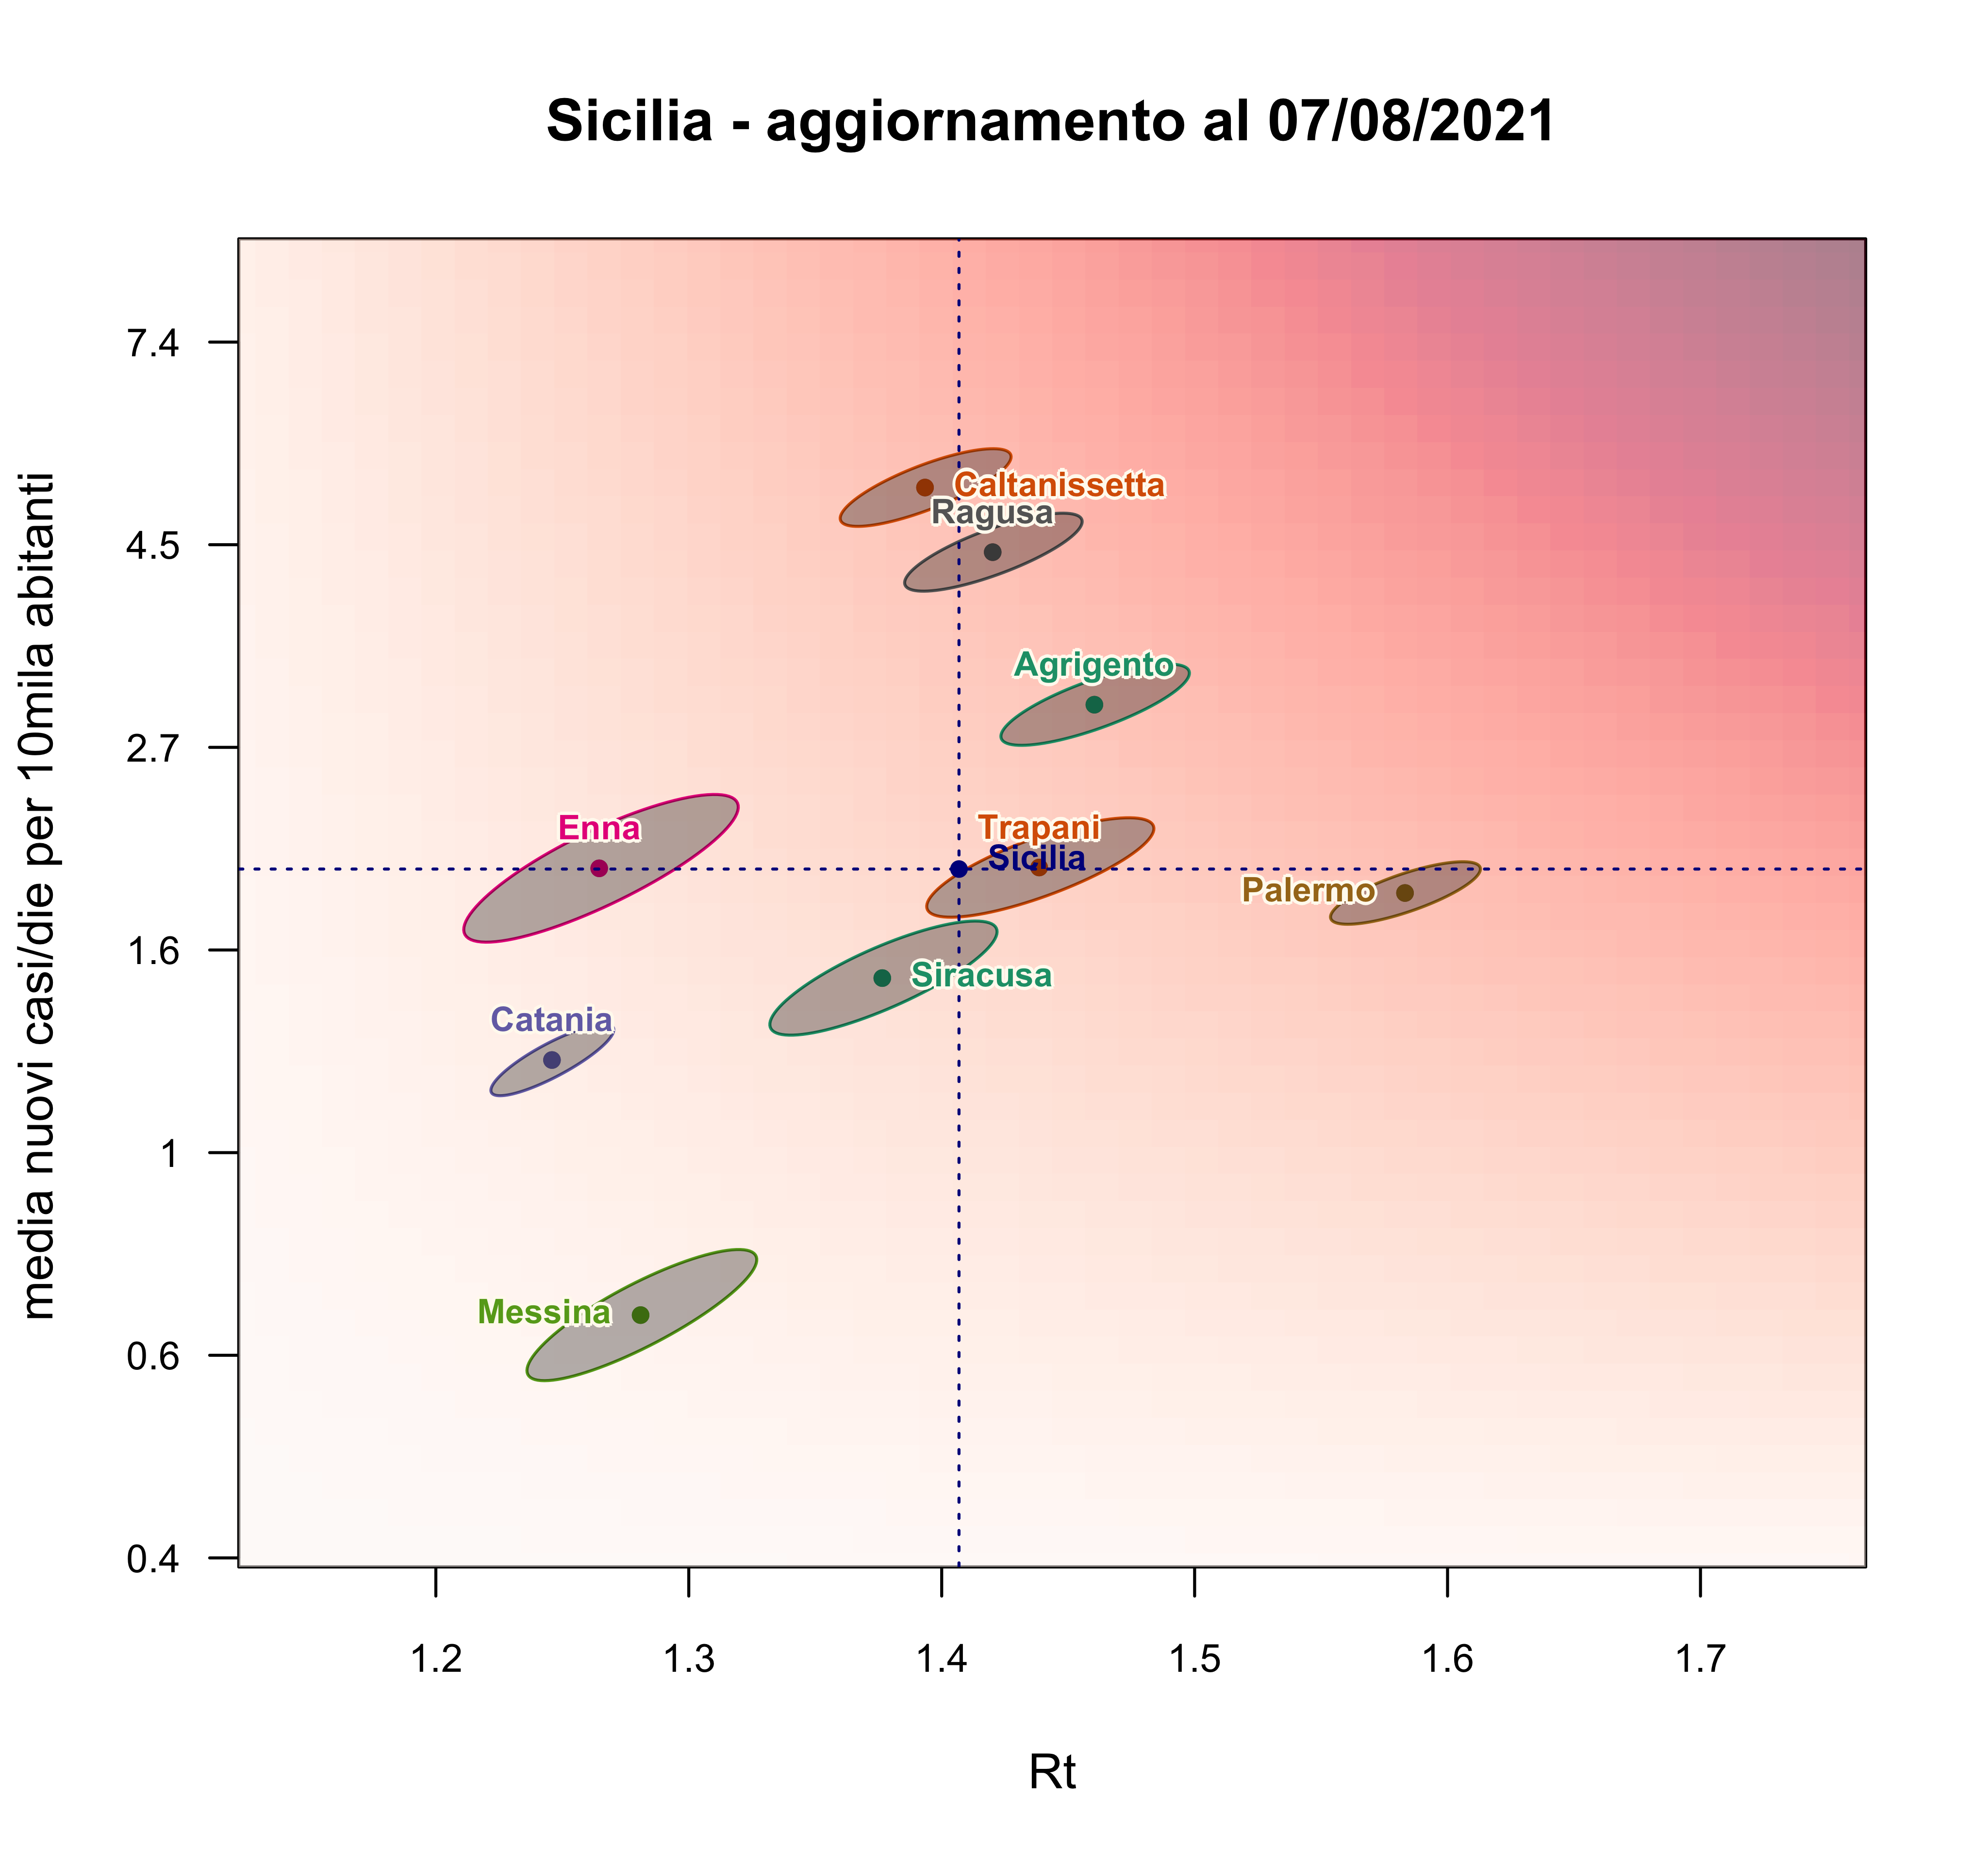 Sicilia - aggiornamento al 07/08/2021
media nuovi casi/die per 10mila abitanti
7.4
4.5
2.7
1.6
1
0.6
0.4
Caltanissetta
Ragusa
Agrigento
Enna
Trapani
Sicilia
Palermo
Siracusa
Catania
Messina
1.2 1.3 1.4 1.5 1.6 1.7
Rt